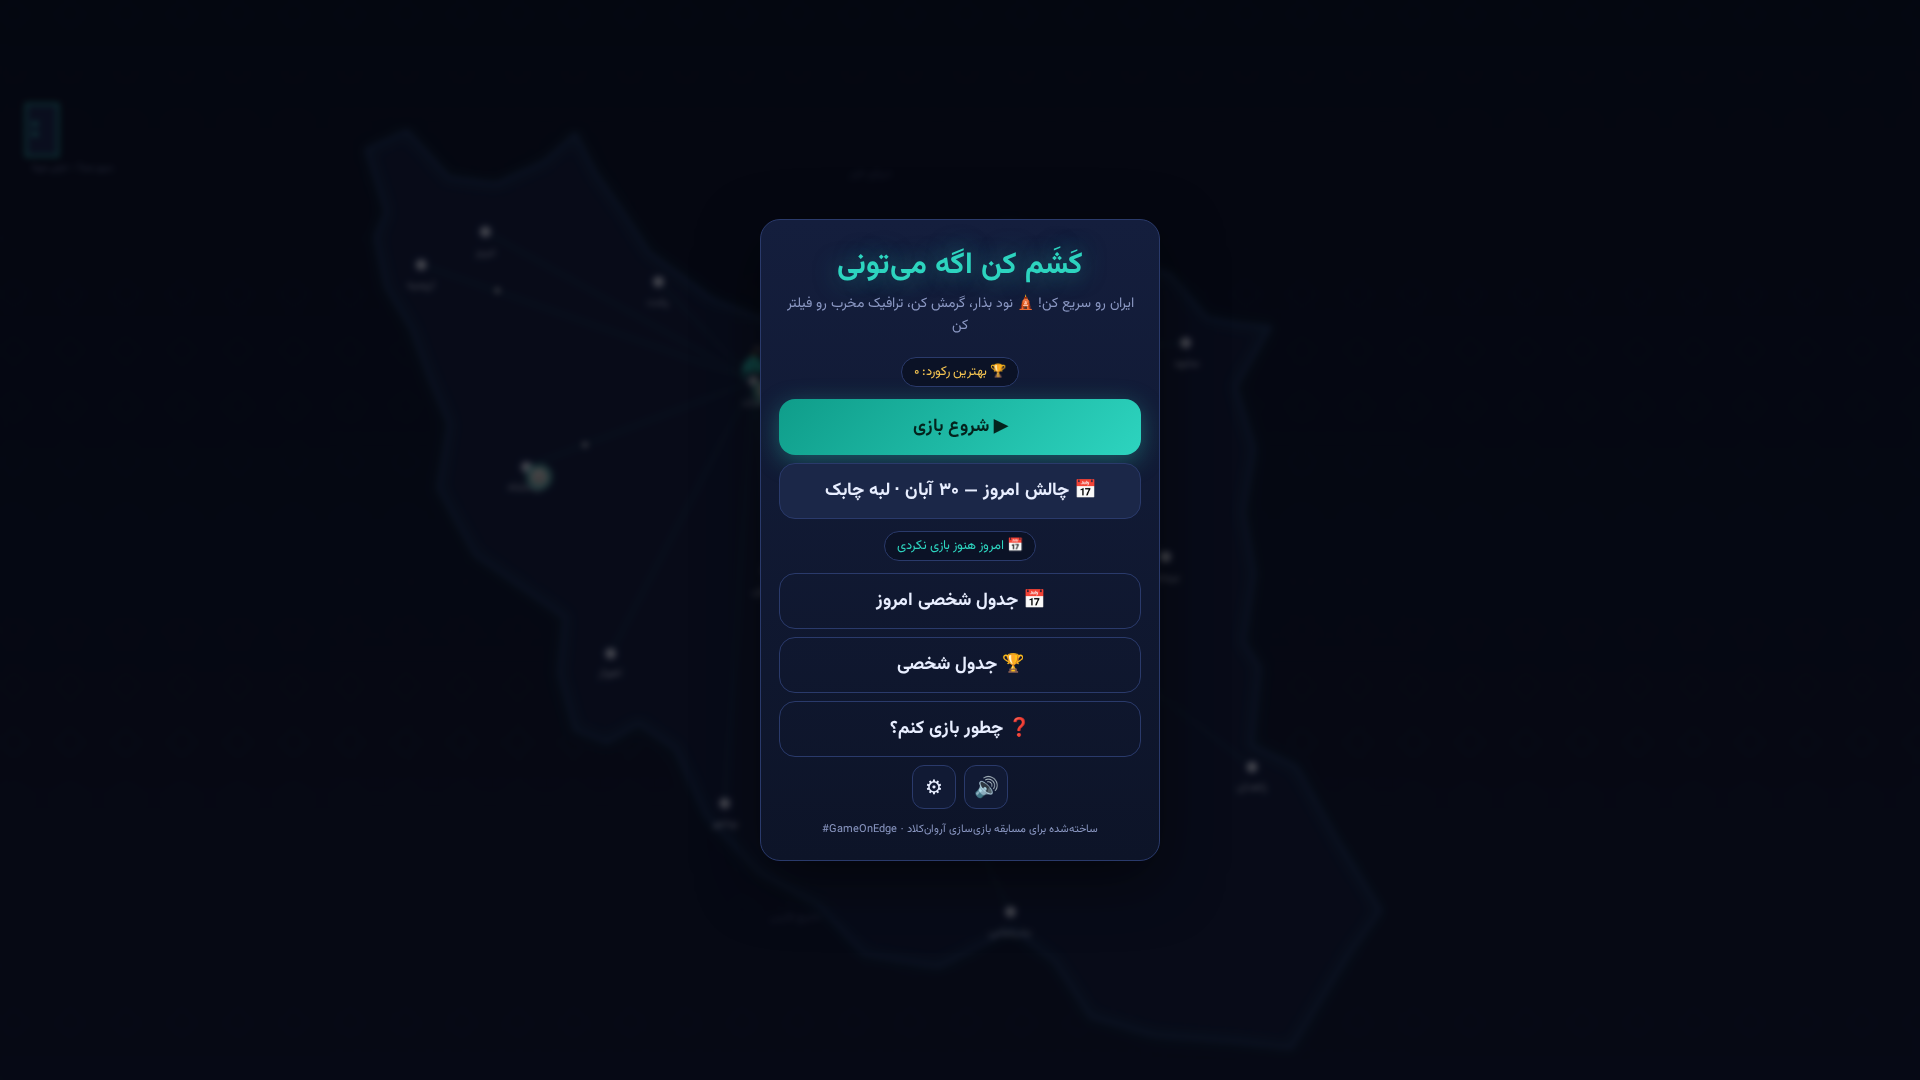 کَشَم کن اگه می‌تونی
ایران رو سریع کن! نود بذار، گرمش کن، ترافیک مخرب رو فیلتر
کن
🏆 بهترین رکورد: ۰
▶ شروع بازی
📅 چالش امروز — ۳۰ آبان · لبه چابک
📅 امروز هنوز بازی نکردی
📅 جدول شخصی امروز
🏆 جدول شخصی
❓ چطور بازی کنم؟
ساخته‌شده برای مسابقه بازی‌سازی آروان‌کلاد · #GameOnEdge